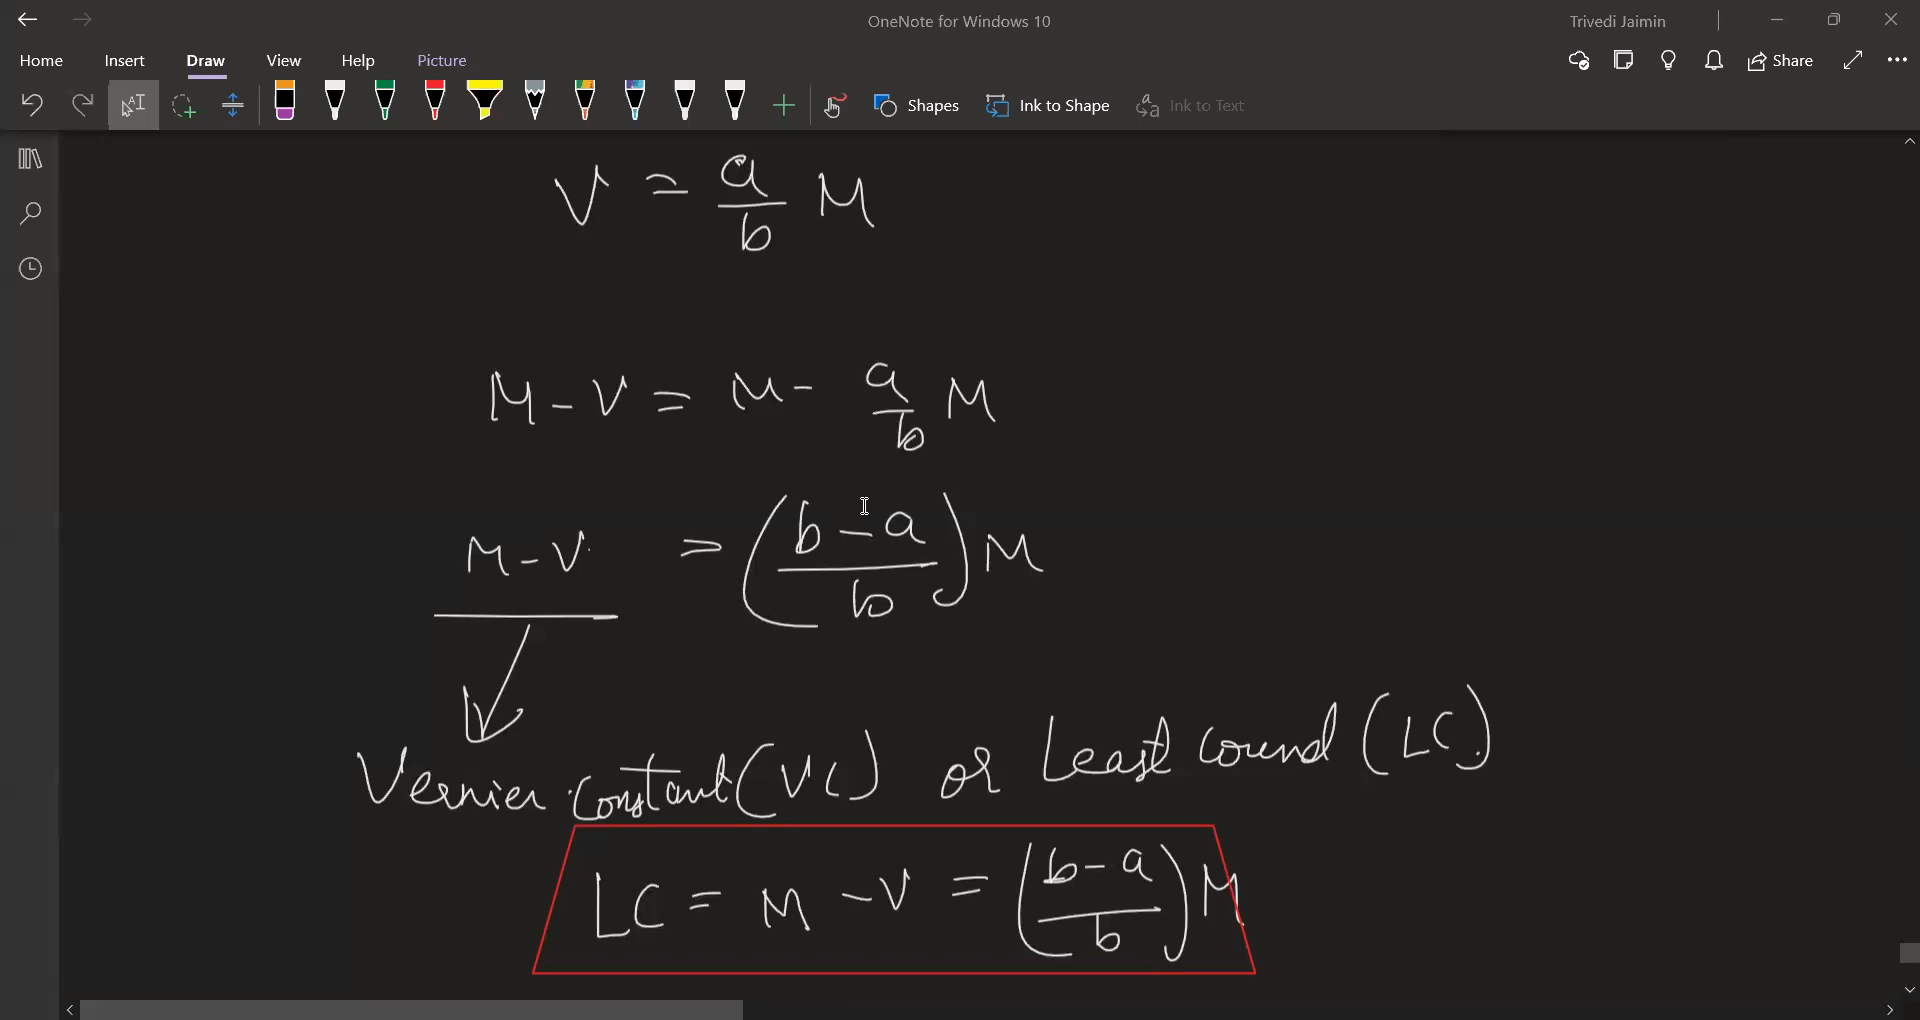 OneNote for Windows 10
Trivedi Jaimin
Home Insert Draw View Help Picture
Share
Shapes Ink to Shape Ink to Text
V = a/b M
M - V = M - a/b M
M - V = (b - a / b) M
Vernier constant (VC) or Least cound (LC)
LC = M - V = (b - a / b) M